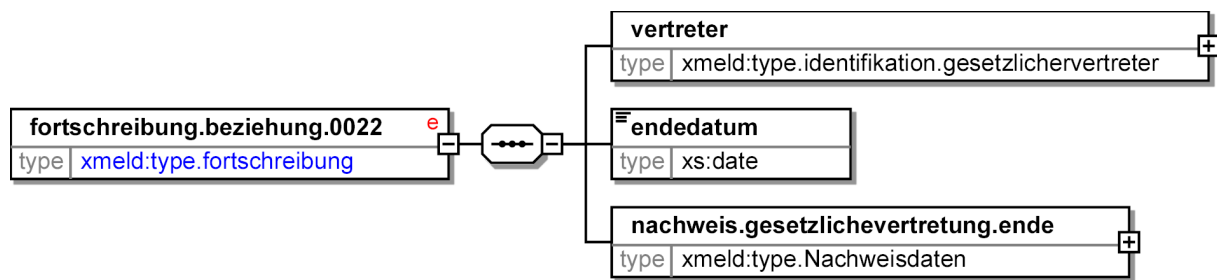 fortschreibung.beziehung.0022 e
type xmeld:type.fortschreibung
vertreter
type xmeld:type.identifikation.gesetzlichervertreter
endedatum
type xs:date
nachweis.gesetzlichevertretung.ende
type xmeld:type.Nachweisdaten